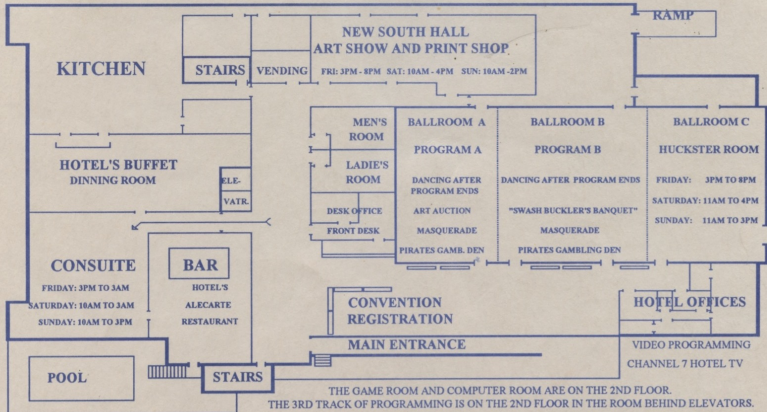 RAMP
NEW SOUTH HALL
ART SHOW AND PRINT SHOP
KITCHEN
STAIRS
VENDING
FRI: 3PM - 8PM SAT: 10AM - 4PM SUN: 10AM -2PM
MEN'S
ROOM
LADIE'S
ROOM
DESK OFFICE
FRONT DESK
BALLROOM A
PROGRAM A
DANCING AFTER
PROGRAM ENDS
ART AUCTION
MASQUERADE
PIRATES GAMB. DEN
BALLROOM B
PROGRAM B
DANCING AFTER PROGRAM ENDS
"SWASH BUCKLER'S BANQUET"
MASQUERADE
PIRATES GAMBLING DEN
BALLROOM C
HUCKSTER ROOM
FRIDAY: 3PM TO 8PM
SATURDAY: 11AM TO 4PM
SUNDAY: 11AM TO 3PM
HOTEL'S BUFFET
DINNING ROOM
ELE-
VATR.
CONSUITE
FRIDAY: 3PM TO 3AM
SATURDAY: 10AM TO 3AM
SUNDAY: 10AM TO 3PM
BAR
HOTEL'S
ALECARTE
RESTAURANT
CONVENTION
REGISTRATION
HOTEL OFFICES
MAIN ENTRANCE
VIDEO PROGRAMMING
CHANNEL 7 HOTEL TV
POOL
STAIRS
THE GAME ROOM AND COMPUTER ROOM ARE ON THE 2ND FLOOR.
THE 3RD TRACK OF PROGRAMMING IS ON THE 2ND FLOOR IN THE ROOM BEHIND ELEVATORS.